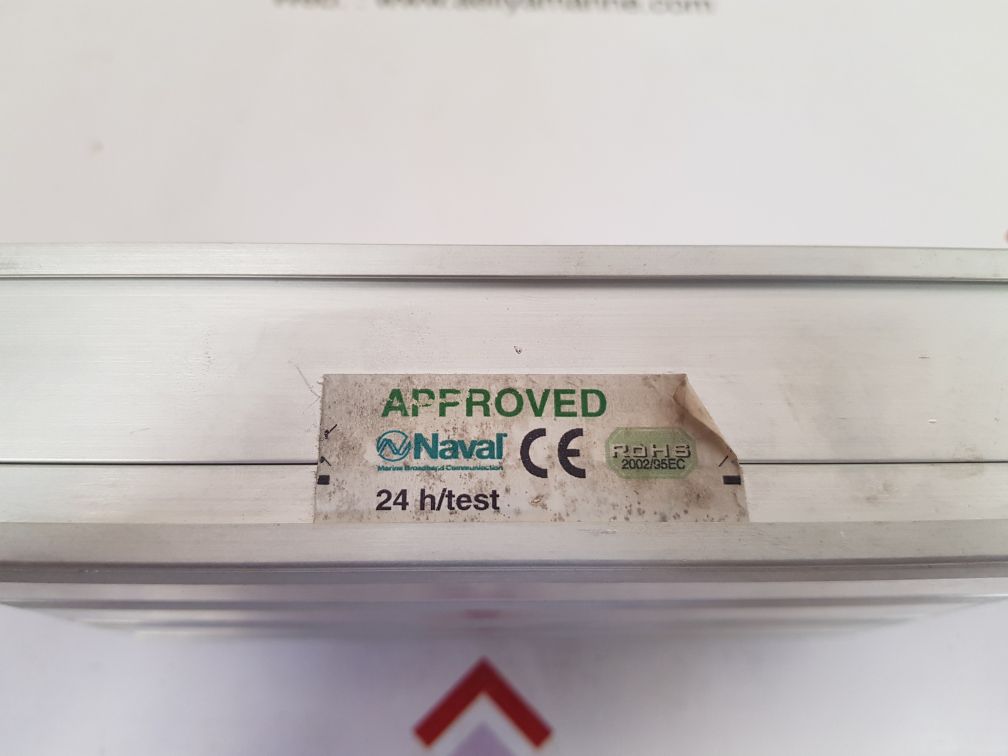 APPROVED
Naval CE ROHS
2002/95EC
Marine Broadband Communication
24 h/test